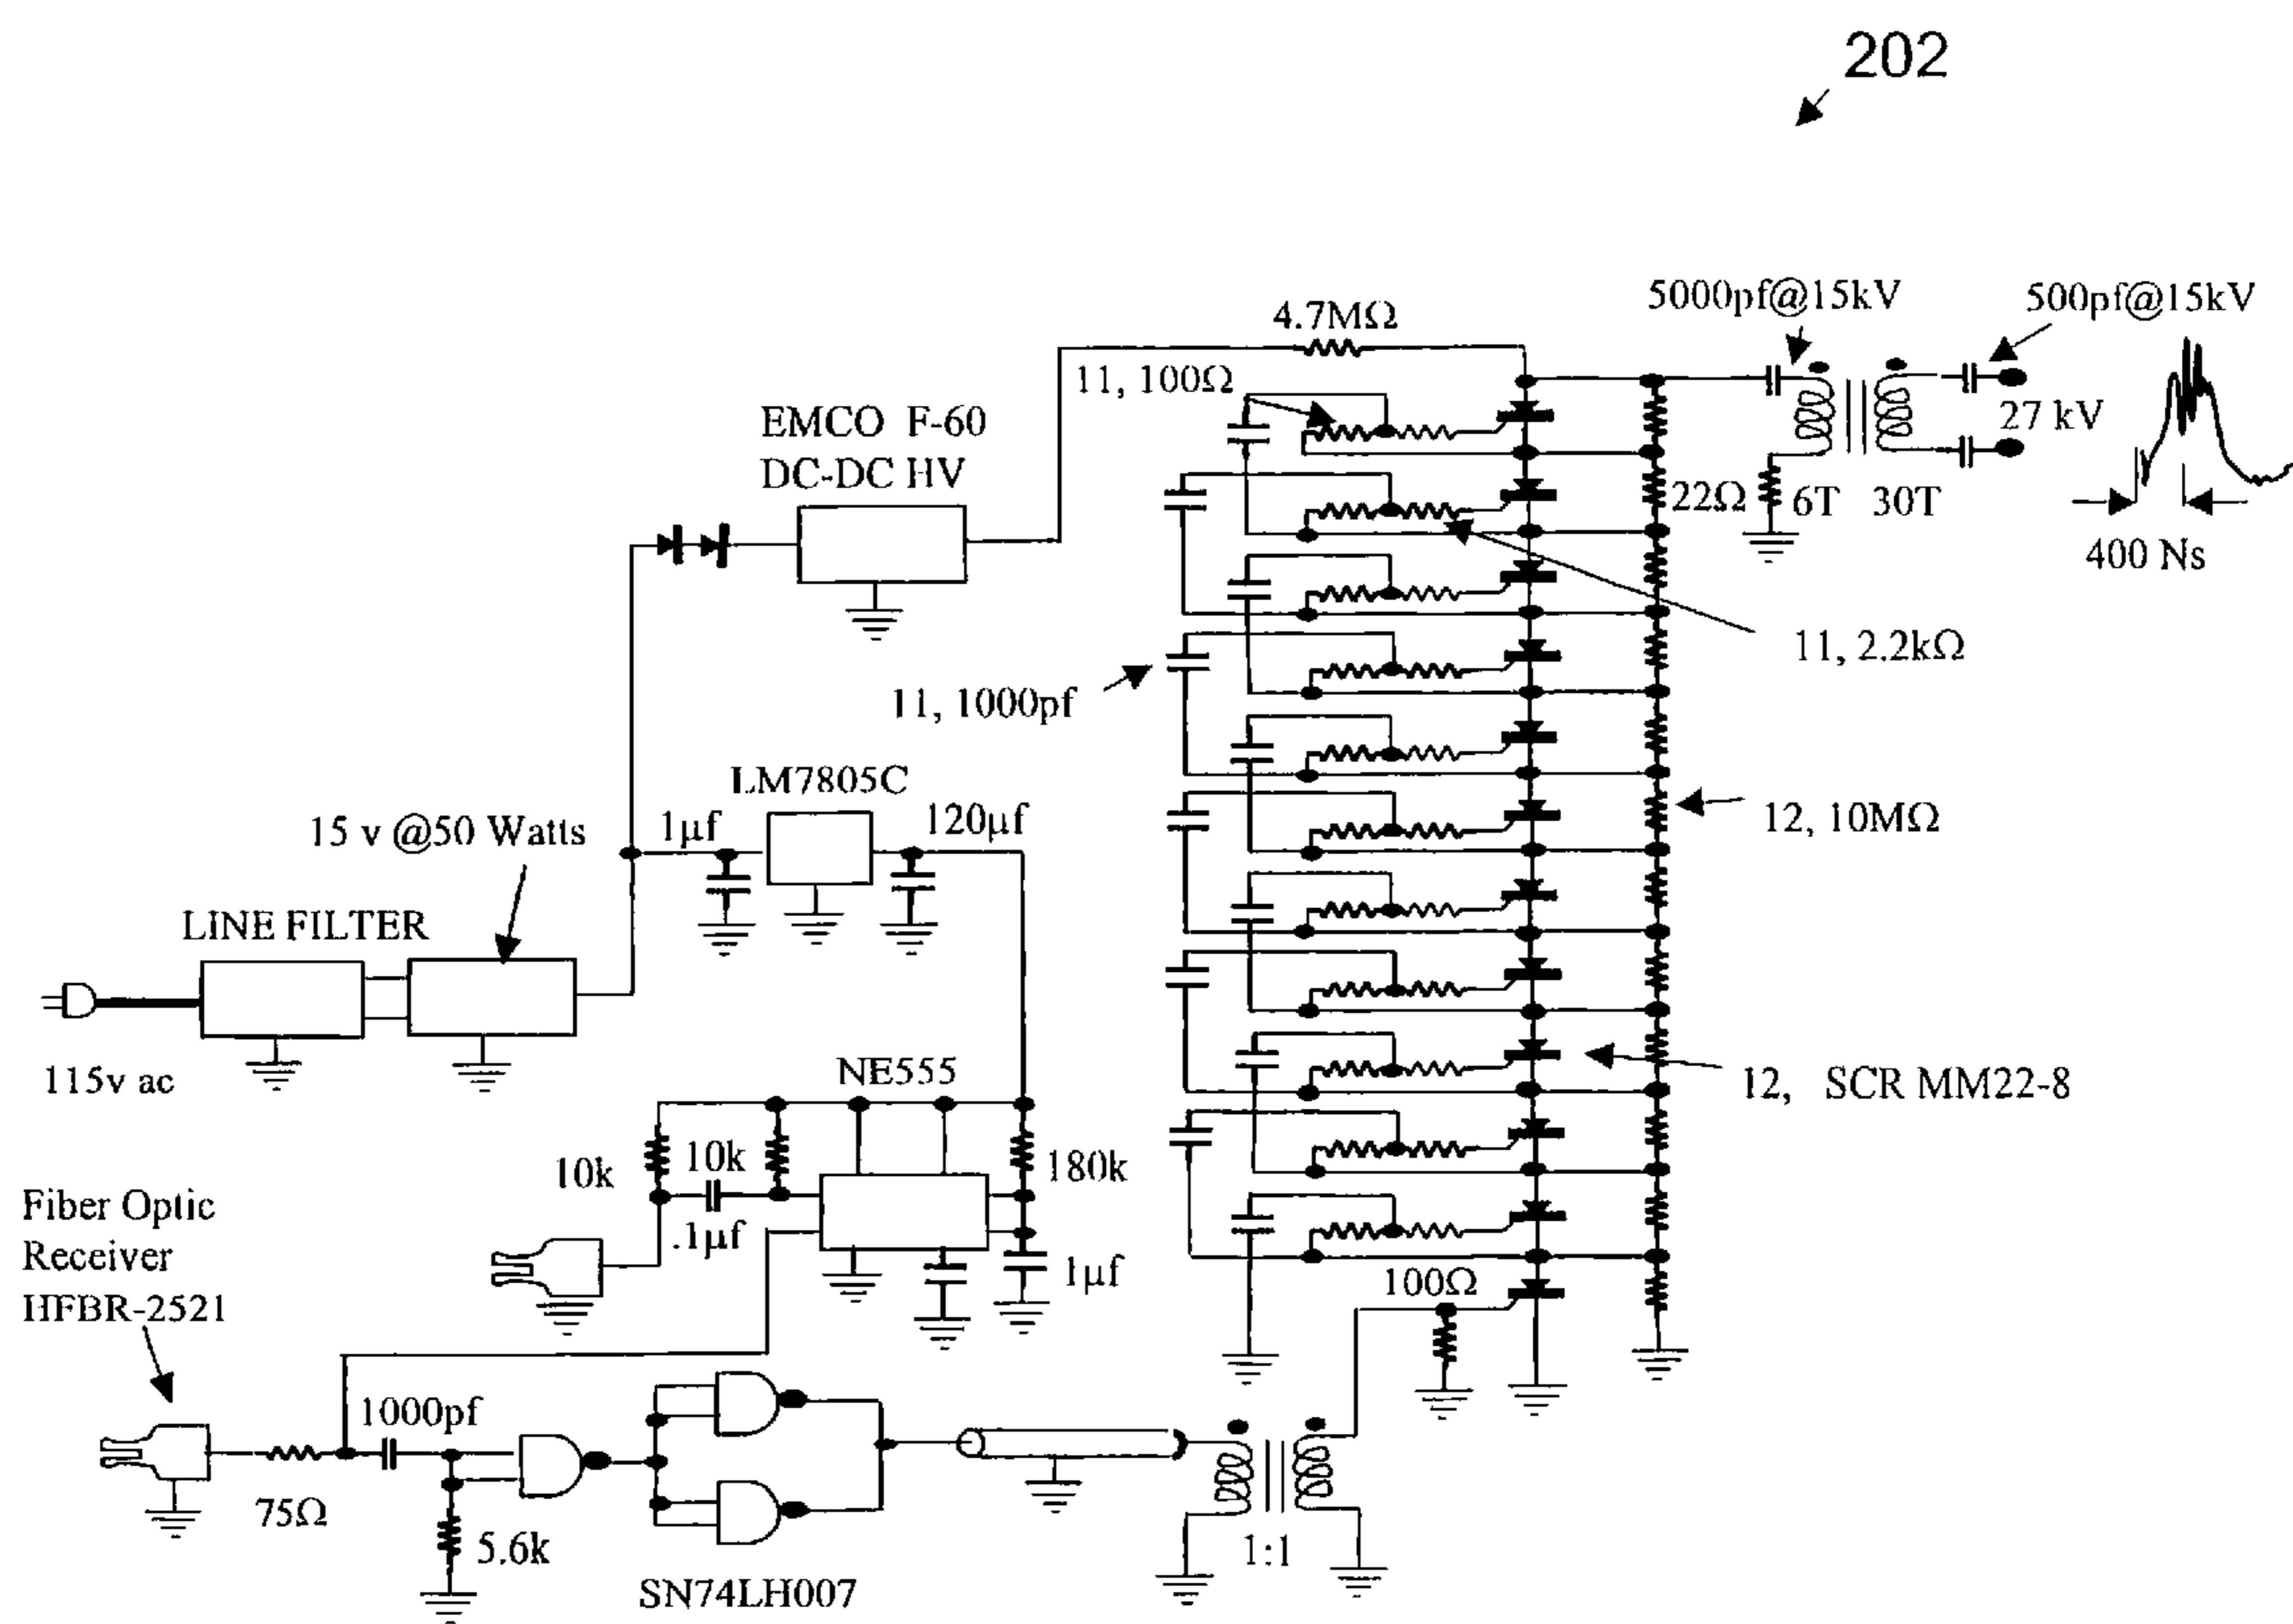 202
5000pf@15kV
500pf@15kV
4.7MΩ
11, 100Ω
EMCO F-60
DC-DC HV
27 kV
22Ω
6T
30T
400 Ns
11, 2.2kΩ
11, 1000pf
LM7805C
15 v @50 Watts
1µf
120µf
12, 10MΩ
LINE FILTER
115v ac
NE555
12, SCR MM22-8
10k
10k
180k
Fiber Optic
Receiver
HFBR-2521
.1µf
1µf
100Ω
1000pf
75Ω
5.6k
1:1
SN74LH007